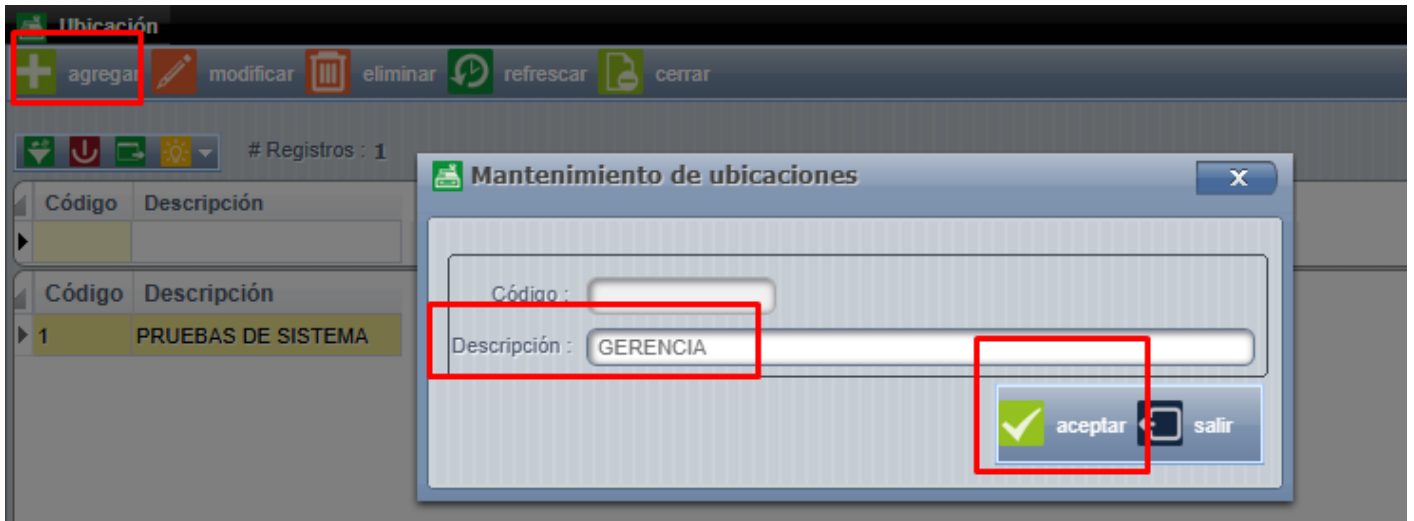 Ubicación
agregar modificar eliminar refrescar cerrar
# Registros : 1
Mantenimiento de ubicaciones
X
Código Descripción
Código Descripción
1 PRUEBAS DE SISTEMA
Código :
Descripción : GERENCIA
aceptar salir